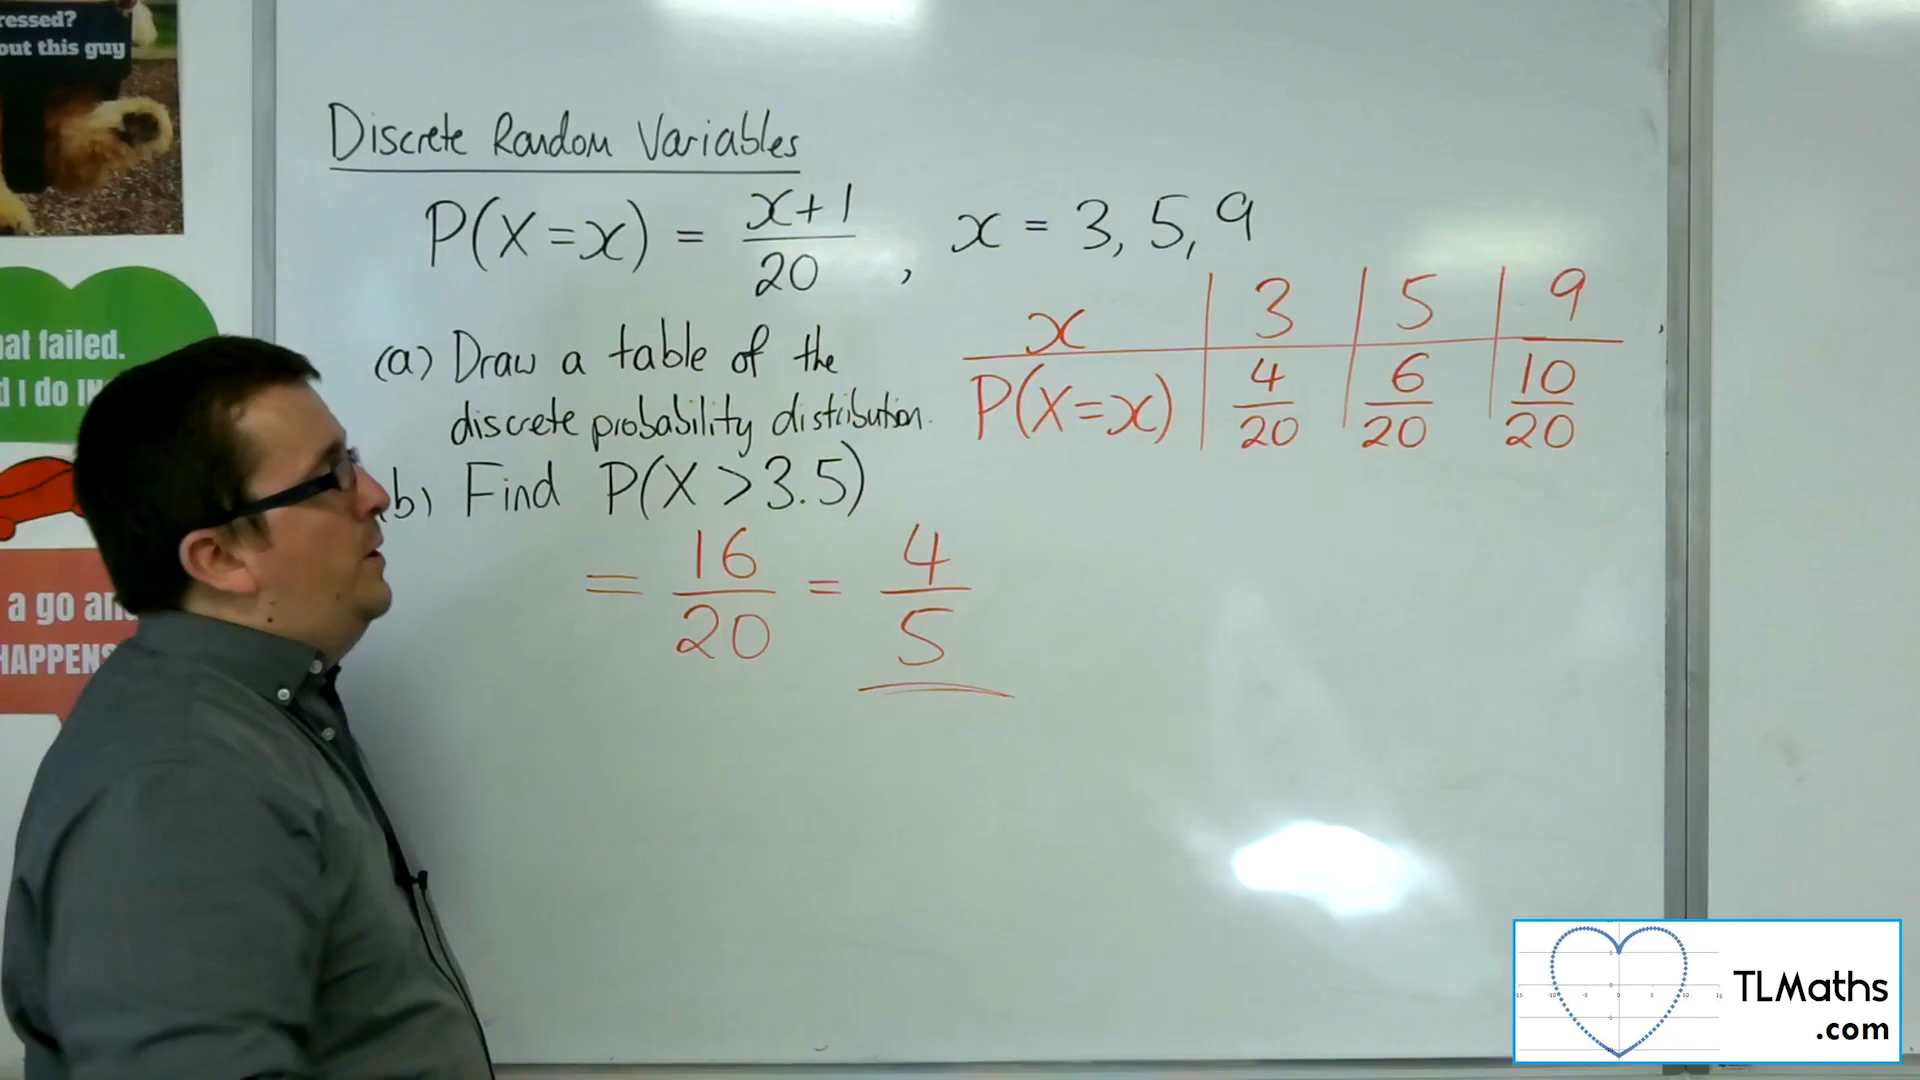 ressed?
out this guy
hat failed.
d I do
a go an
HAPPENS
Discrete Random Variables
P(X=x) = x+1/20 , x = 3, 5, 9
(a) Draw a table of the
discrete probability distribution.
x | 3 | 5 | 9
P(X=x) | 4/20 | 6/20 | 10/20
b) Find P(X > 3.5)
= 16/20 = 4/5
TLMaths
.com